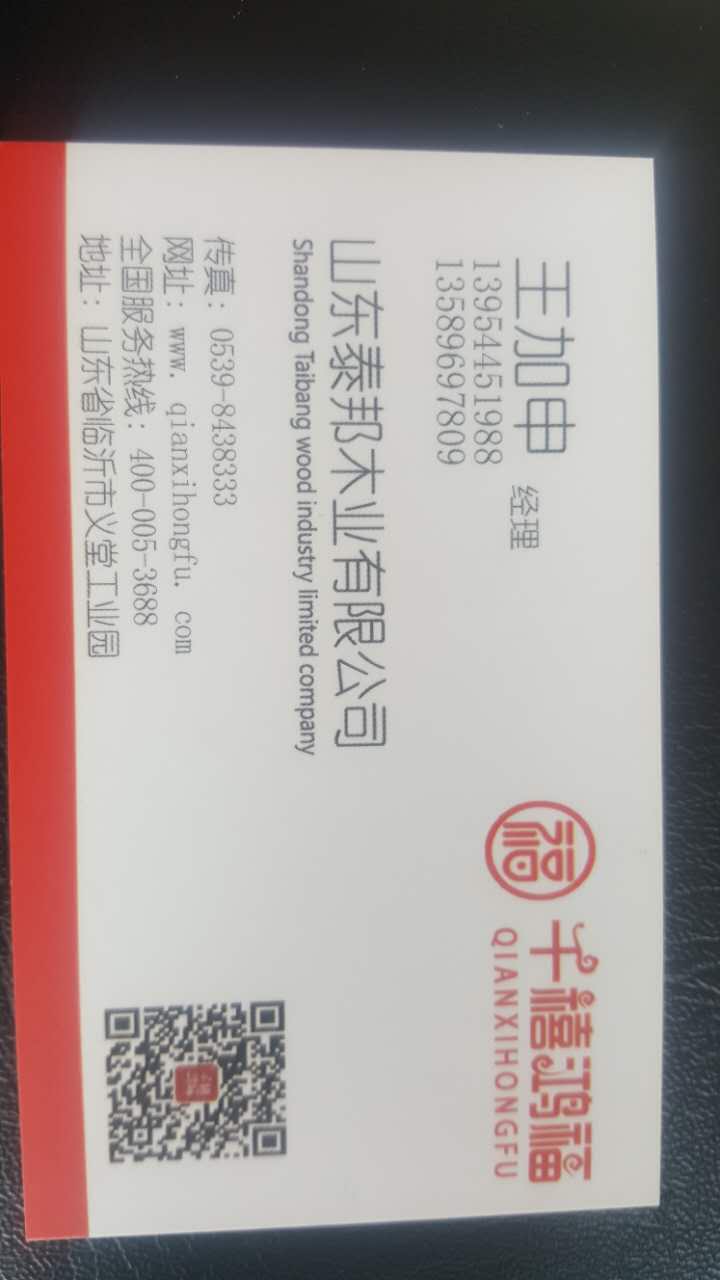 福
千禧鸿福
QIANXIHONGFU
王加申 经理
13954451988
13589697809
山东泰邦木业有限公司
Shandong Taibang wood industry limited company
传真：0539-8438333
网址：www.qianxihongfu.com
全国服务热线：400-005-3688
地址：山东省临沂市义堂工业园